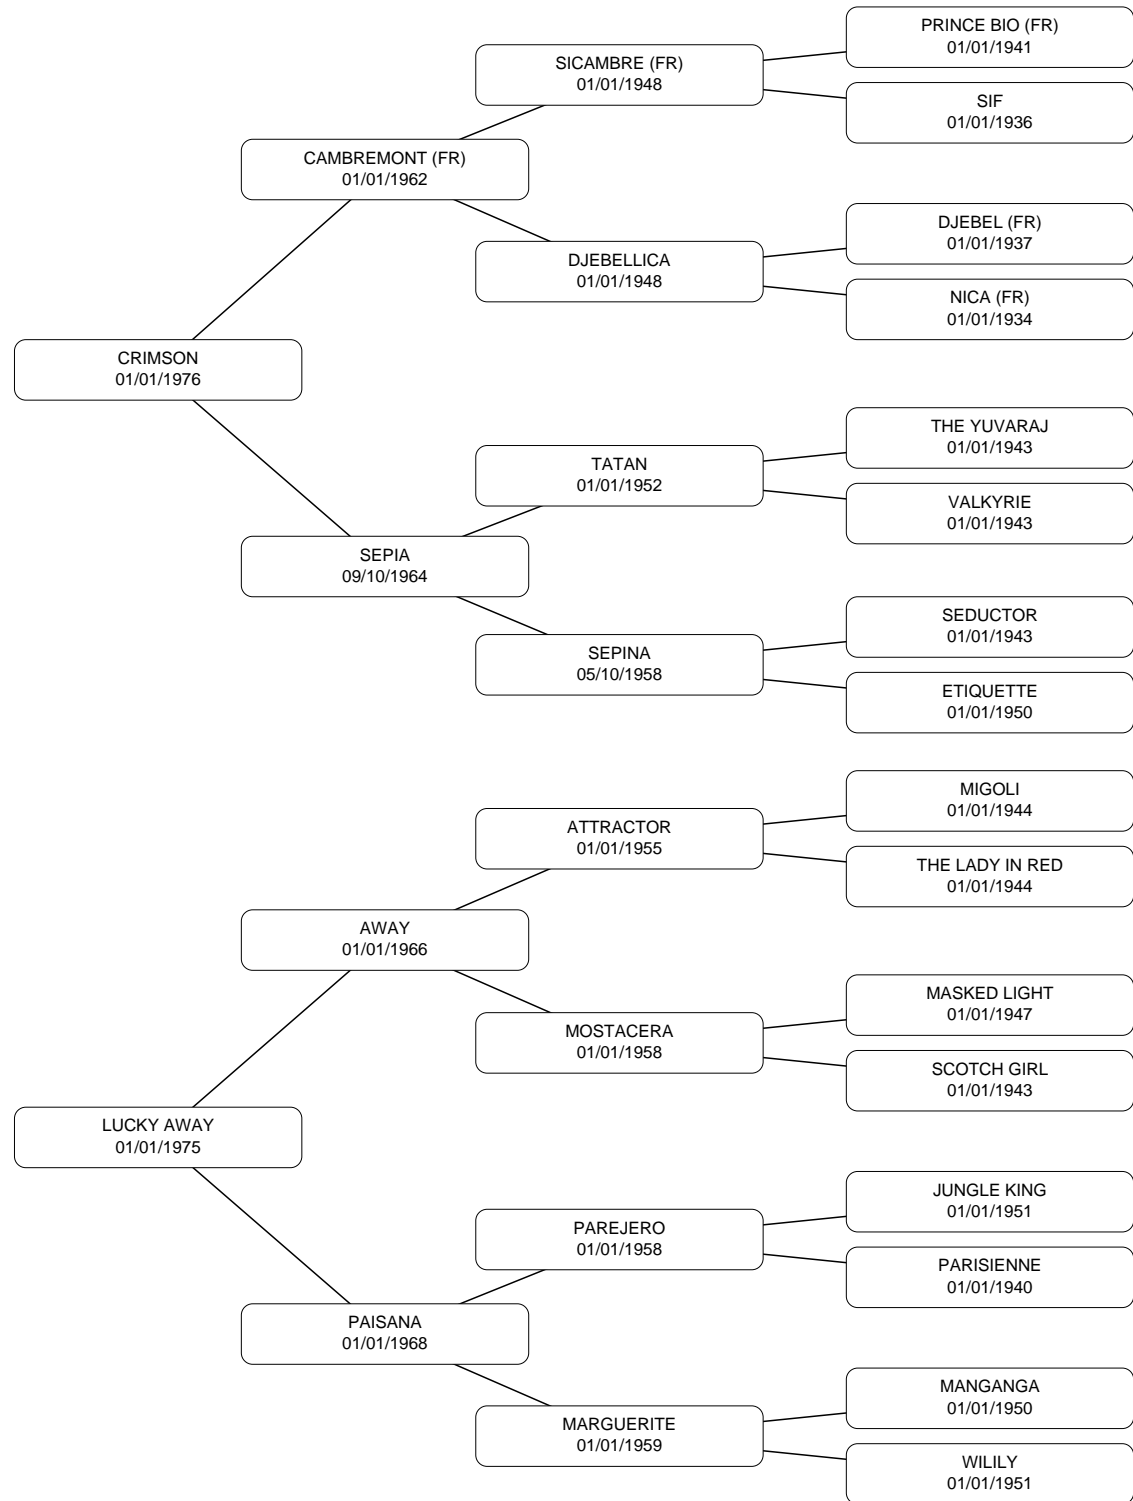 PRINCE BIO (FR)
01/01/1941
SICAMBRE (FR)
01/01/1948
SIF
01/01/1936
CAMBREMONT (FR)
01/01/1962
DJEBEL (FR)
01/01/1937
DJEBELLICA
01/01/1948
NICA (FR)
01/01/1934
CRIMSON
01/01/1976
THE YUVARAJ
01/01/1943
TATAN
01/01/1952
VALKYRIE
01/01/1943
SEPIA
09/10/1964
SEDUCTOR
01/01/1943
SEPINA
05/10/1958
ETIQUETTE
01/01/1950
MIGOLI
01/01/1944
ATTRACTOR
01/01/1955
THE LADY IN RED
01/01/1944
AWAY
01/01/1966
MASKED LIGHT
01/01/1947
MOSTACERA
01/01/1958
SCOTCH GIRL
01/01/1943
LUCKY AWAY
01/01/1975
JUNGLE KING
01/01/1951
PAREJERO
01/01/1958
PARISIENNE
01/01/1940
PAISANA
01/01/1968
MANGANGA
01/01/1950
MARGUERITE
01/01/1959
WILILY
01/01/1951